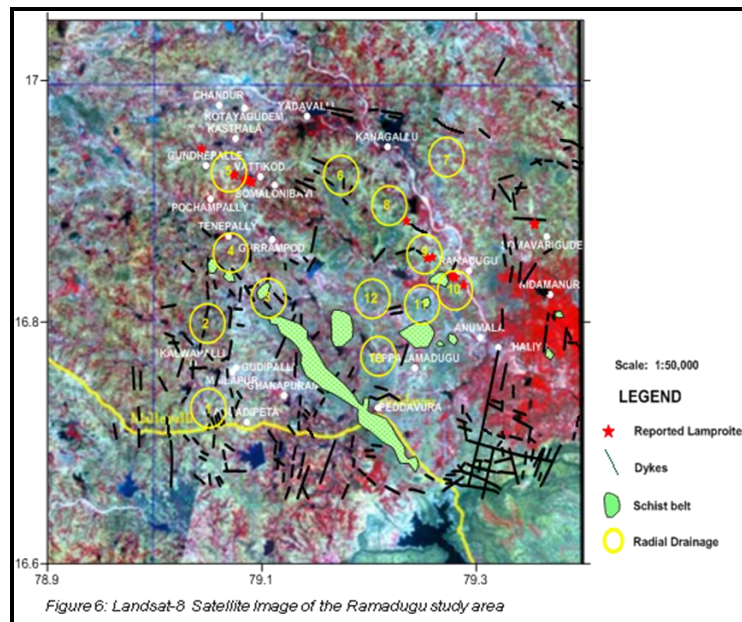 17
CHANDUR
KOTAYAGUDEM
YADAVALLI
KASTHALA
KANAGALLU
GUNDREPALLE
7
5
VATTIKOD
6
SOMALONIBAVI
POCHAMPALLY
8
TENEPALLY
GURRAMPOD
4
9
SOMAVARIGUDE
RAMADUGU
3
12
11
10
NIDAMANUR
16.8
2
ANUMALA
KALWAPALLI
HALIY
GUDIPALLI
TEPPALAMADUGU
MALLAPUR
GHANAPURAM
1
PEDDAVURA
16.6
78.9
79.1
79.3
Scale: 1:50,000
LEGEND
Reported Lamproite
Dykes
Schist belt
Radial Drainage
Figure 6: Landsat-8 Satellite Image of the Ramadugu study area